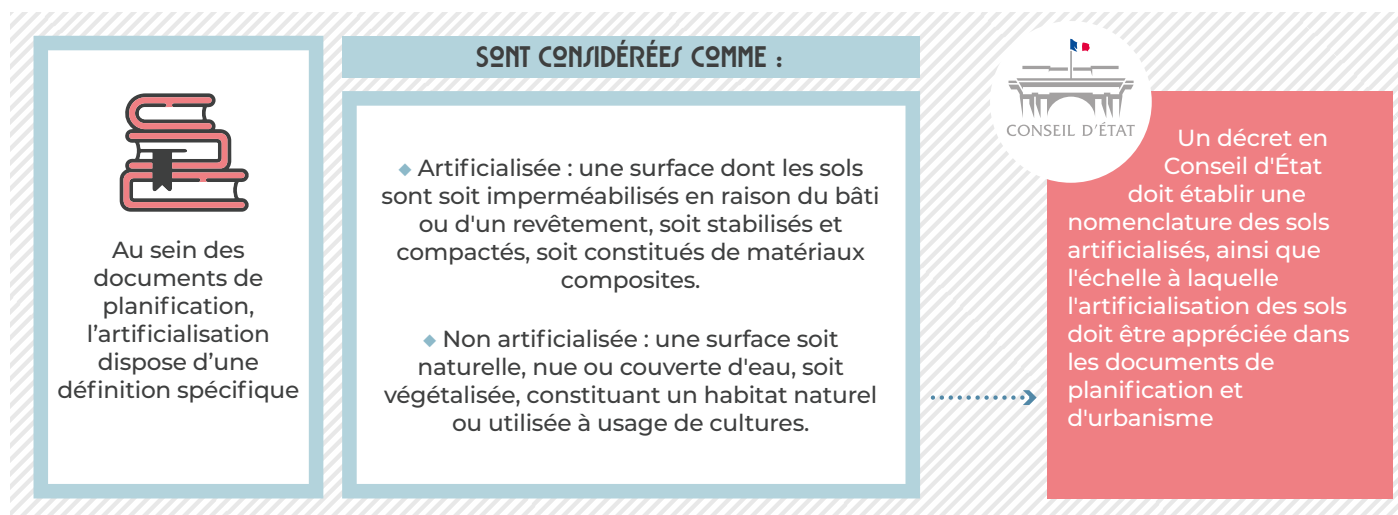 Au sein des
documents de
planification,
l’artificialisation
dispose d’une
définition spécifique
SONT CONSIDÉRÉES COMME :
◆ Artificialisée : une surface dont les sols
sont soit imperméabilisés en raison du bâti
ou d'un revêtement, soit stabilisés et
compactés, soit constitués de matériaux
composites.
◆ Non artificialisée : une surface soit
naturelle, nue ou couverte d'eau, soit
végétalisée, constituant un habitat naturel
ou utilisée à usage de cultures.
CONSEIL D'ÉTAT
Un décret en
Conseil d'État
doit établir une
nomenclature des sols
artificialisés, ainsi que
l'échelle à laquelle
l'artificialisation des sols
doit être appréciée dans
les documents de
planification et
d'urbanisme